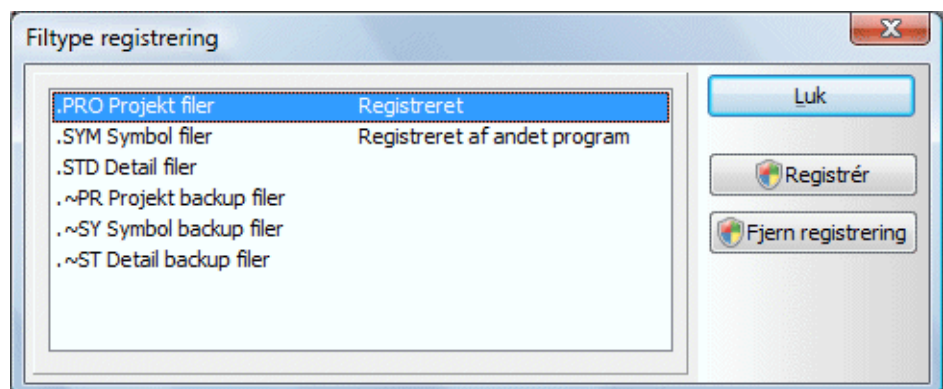 Filtype registrering
.PRO Projekt filer Registreret
.SYM Symbol filer Registreret af andet program
.STD Detail filer
.~PR Projekt backup filer
.~SY Symbol backup filer
.~ST Detail backup filer
Luk
Registrér
Fjern registrering